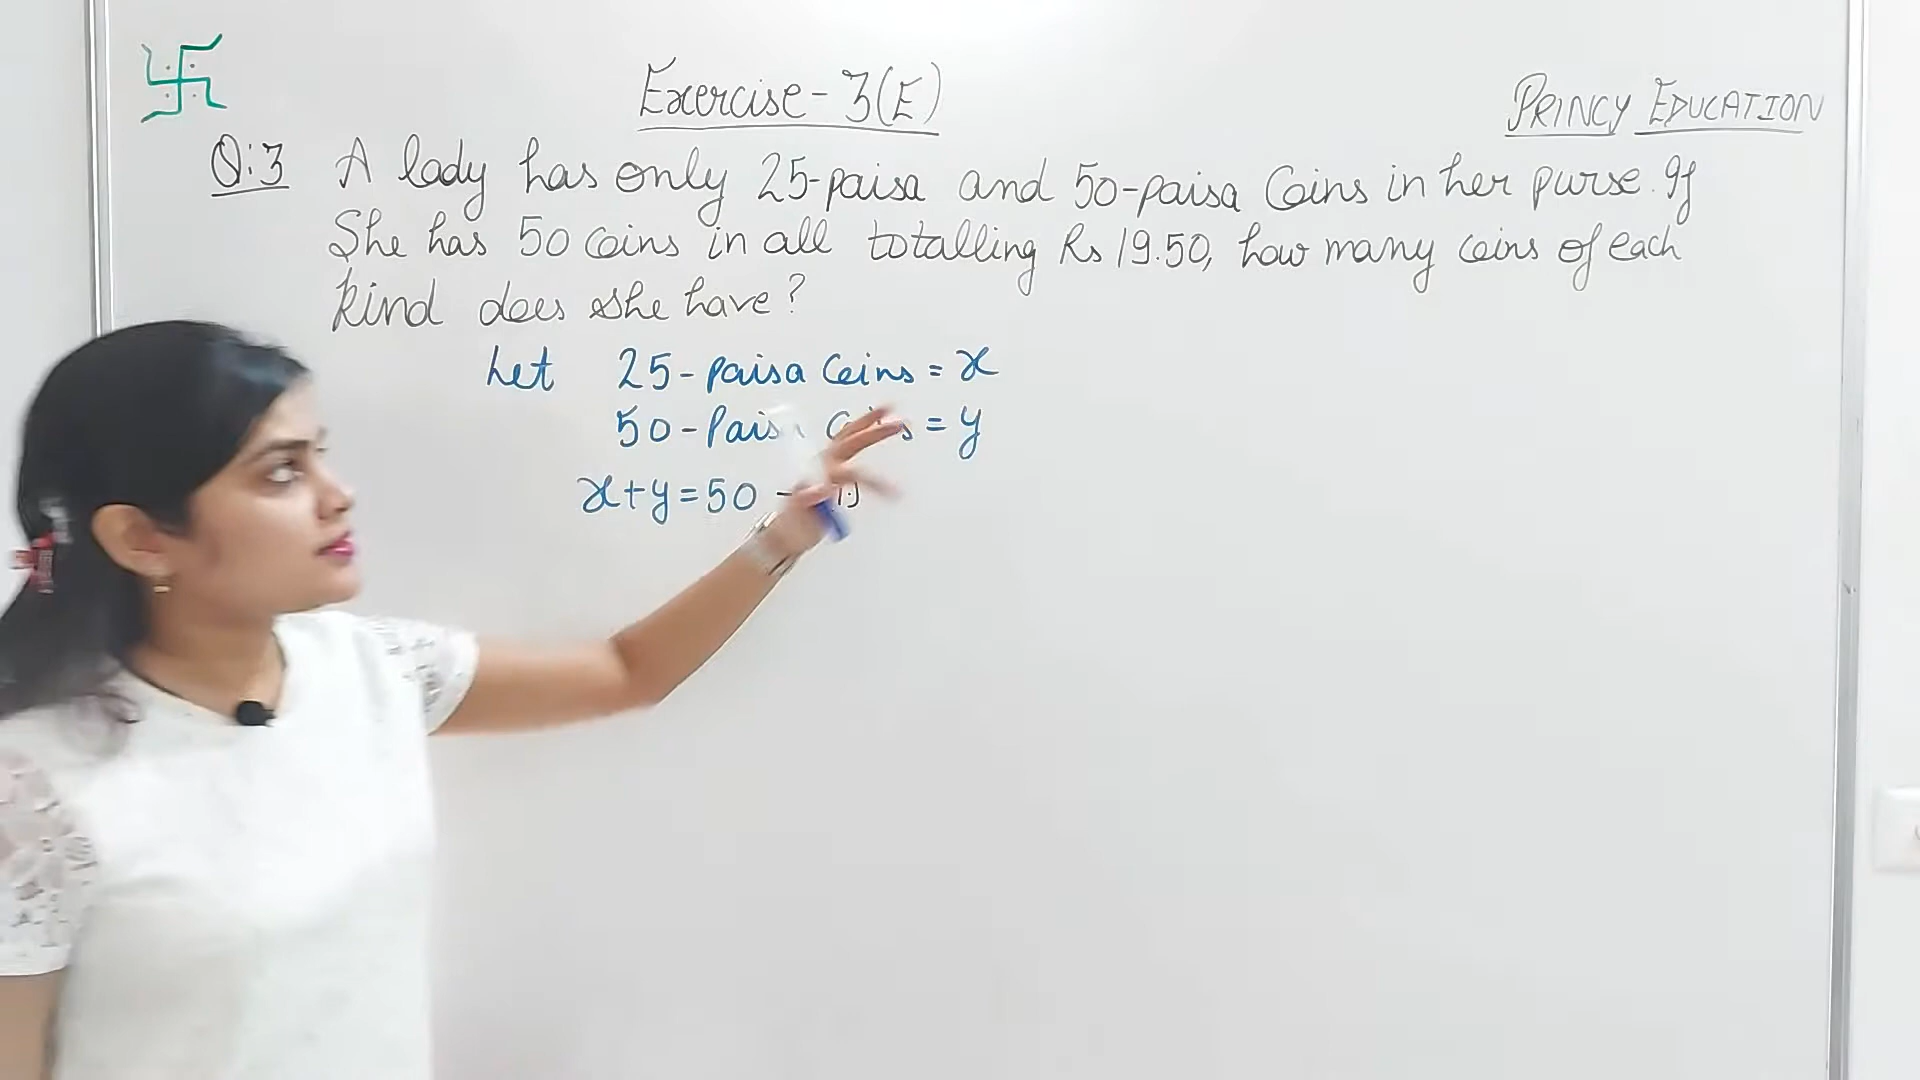 Exercise - 3(E)
PRINCY EDUCATION
Q:3 A lady has only 25-paisa and 50-paisa Coins in her purse. If
She has 50 coins in all totalling Rs 19.50, how many coins of each
kind does she have?
Let 25-paisa Coins = x
50-Paisa Coins = y
x+y=50